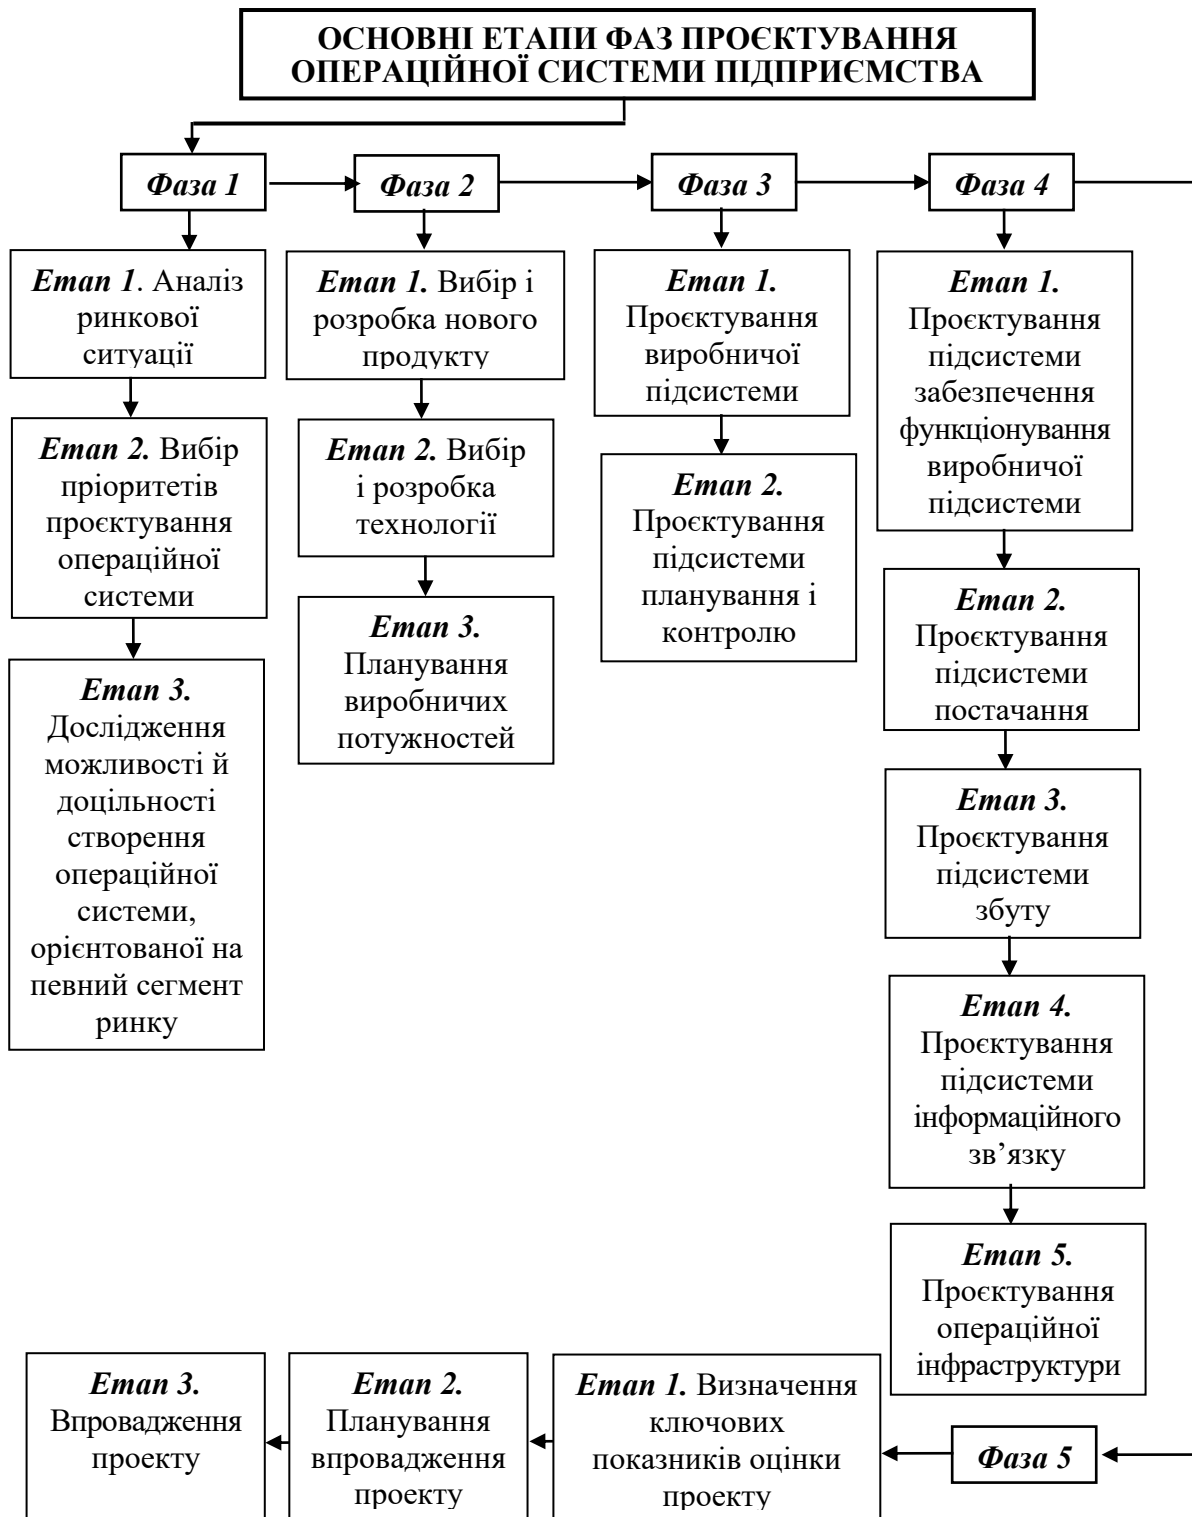 ОСНОВНІ ЕТАПИ ФАЗ ПРОЄКТУВАННЯ
ОПЕРАЦІЙНОЇ СИСТЕМИ ПІДПРИЄМСТВА
Фаза 1
Фаза 2
Фаза 3
Фаза 4
Етап 1. Аналіз
ринкової
ситуації
Етап 2. Вибір
пріоритетів
проєктування
операційної
системи
Етап 3.
Дослідження
можливості й
доцільності
створення
операційної
системи,
орієнтованої на
певний сегмент
ринку
Етап 1. Вибір і
розробка нового
продукту
Етап 2. Вибір
і розробка
технології
Етап 3.
Планування
виробничих
потужностей
Етап 1.
Проєктування
виробничої
підсистеми
Етап 2.
Проєктування
підсистеми
планування і
контролю
Етап 1.
Проєктування
підсистеми
забезпечення
функціонування
виробничої
підсистеми
Етап 2.
Проєктування
підсистеми
постачання
Етап 3.
Проєктування
підсистеми
збуту
Етап 4.
Проєктування
підсистеми
інформаційного
зв’язку
Етап 5.
Проєктування
операційної
інфраструктури
Фаза 5
Етап 1. Визначення
ключових
показників оцінки
проекту
Етап 2.
Планування
впровадження
проекту
Етап 3.
Впровадження
проекту